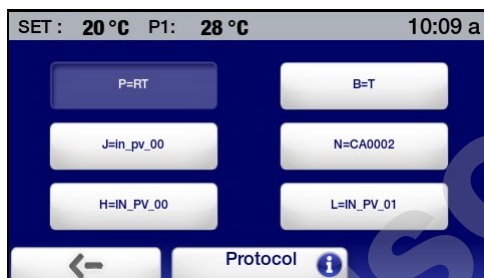 SET : 20 °C P1: 28 °C 10:09 a
P=RT B=T
J=in_pv_00 N=CA0002
H=IN_PV_00 L=IN_PV_01
Protocol i